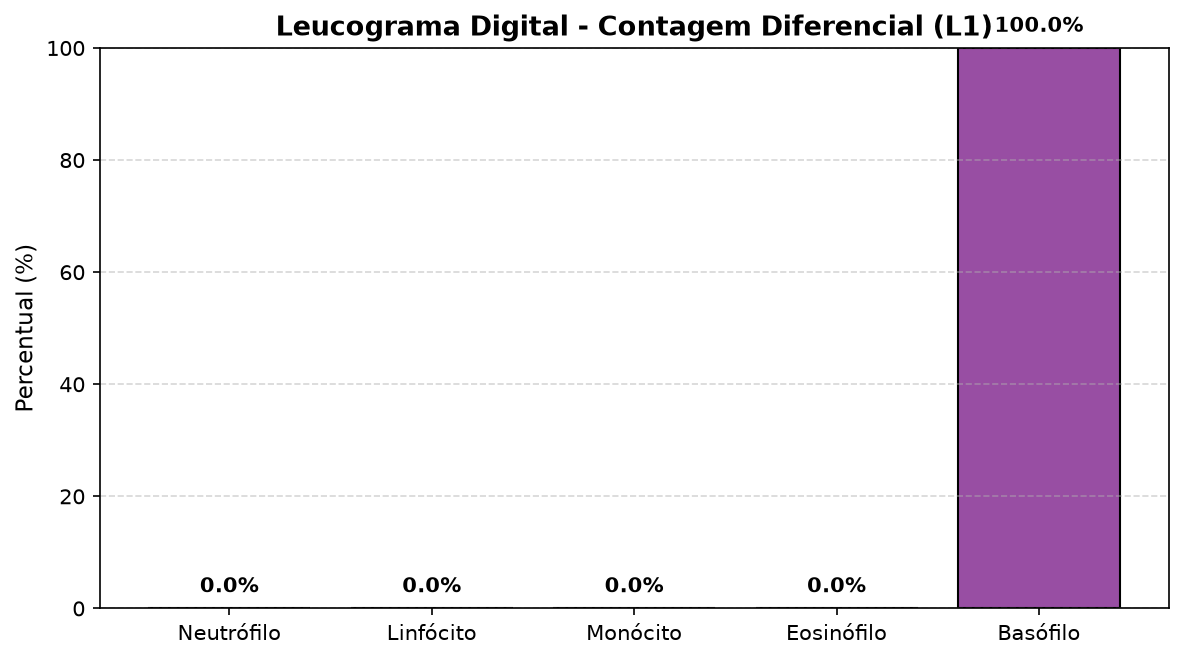 Leucograma Digital - Contagem Diferencial (L1)
100.0%
Percentual (%)
100
80
60
40
20
0
0.0%
0.0%
0.0%
0.0%
Neutrófilo
Linfócito
Monócito
Eosinófilo
Basófilo